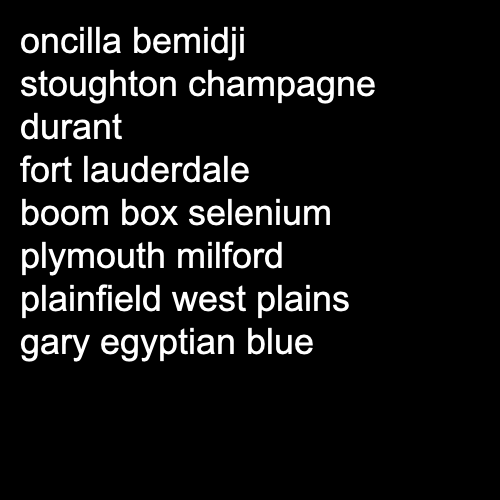 oncilla bemidji
stoughton champagne
durant
fort lauderdale
boom box selenium
plymouth milford
plainfield west plains
gary egyptian blue